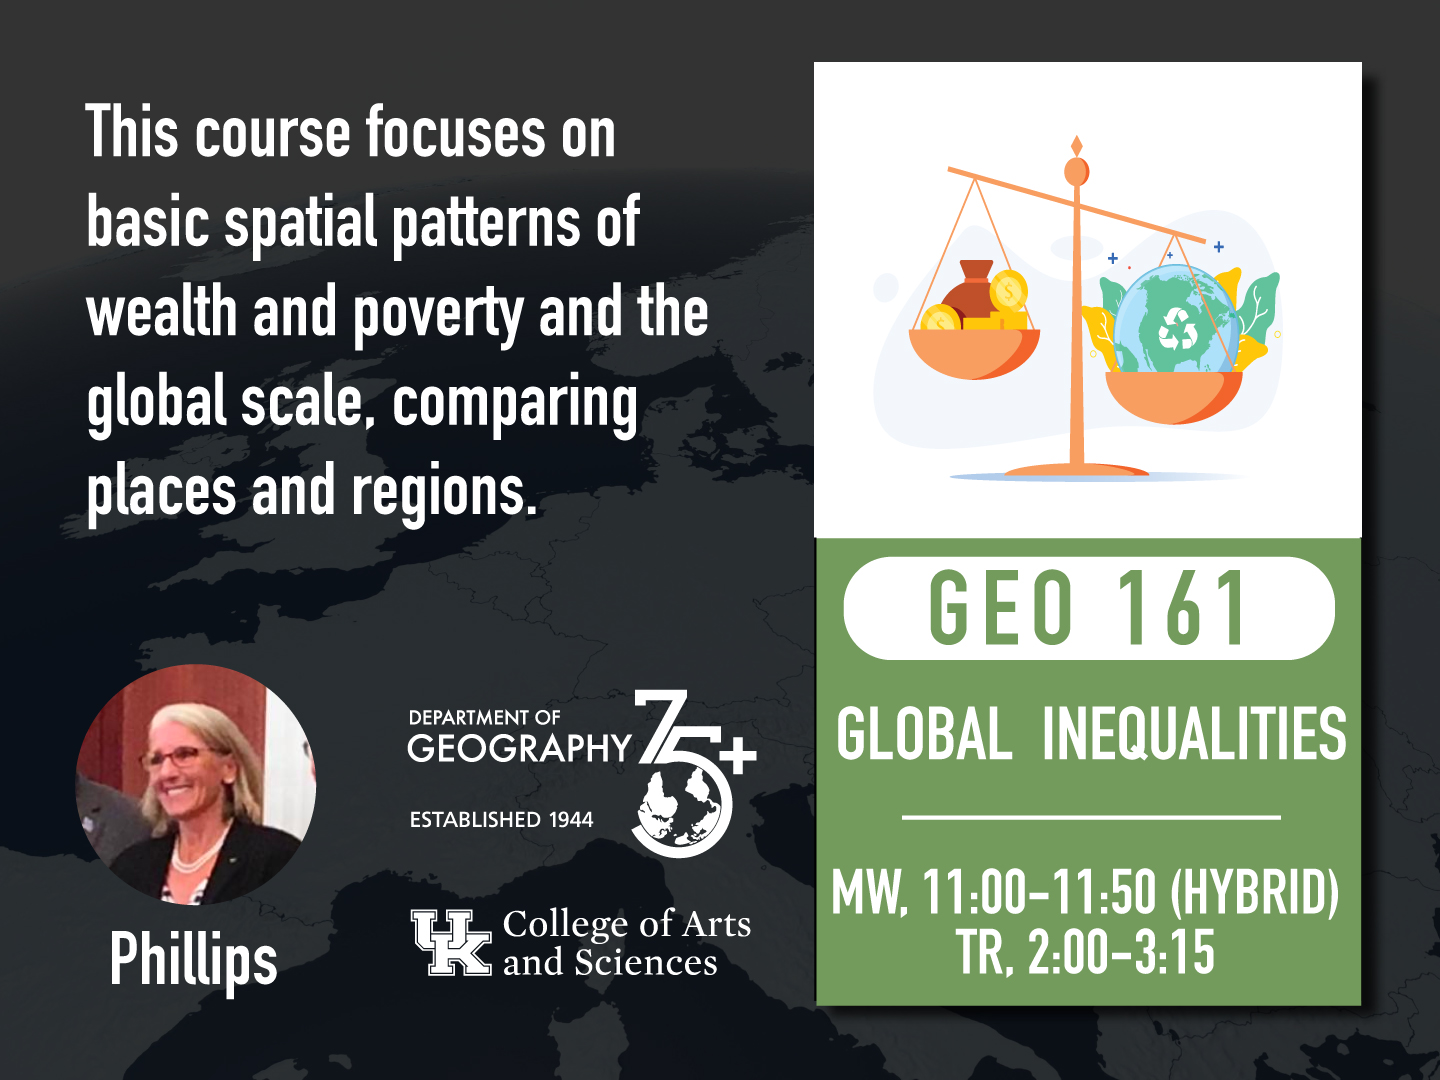 This course focuses on
basic spatial patterns of
wealth and poverty and the
global scale, comparing
places and regions.
Phillips
DEPARTMENT OF
GEOGRAPHY
75+
ESTABLISHED 1944
UK
College of Arts
and Sciences
$
$
GEO 161
GLOBAL INEQUALITIES
MW, 11:00-11:50 (HYBRID)
TR, 2:00-3:15